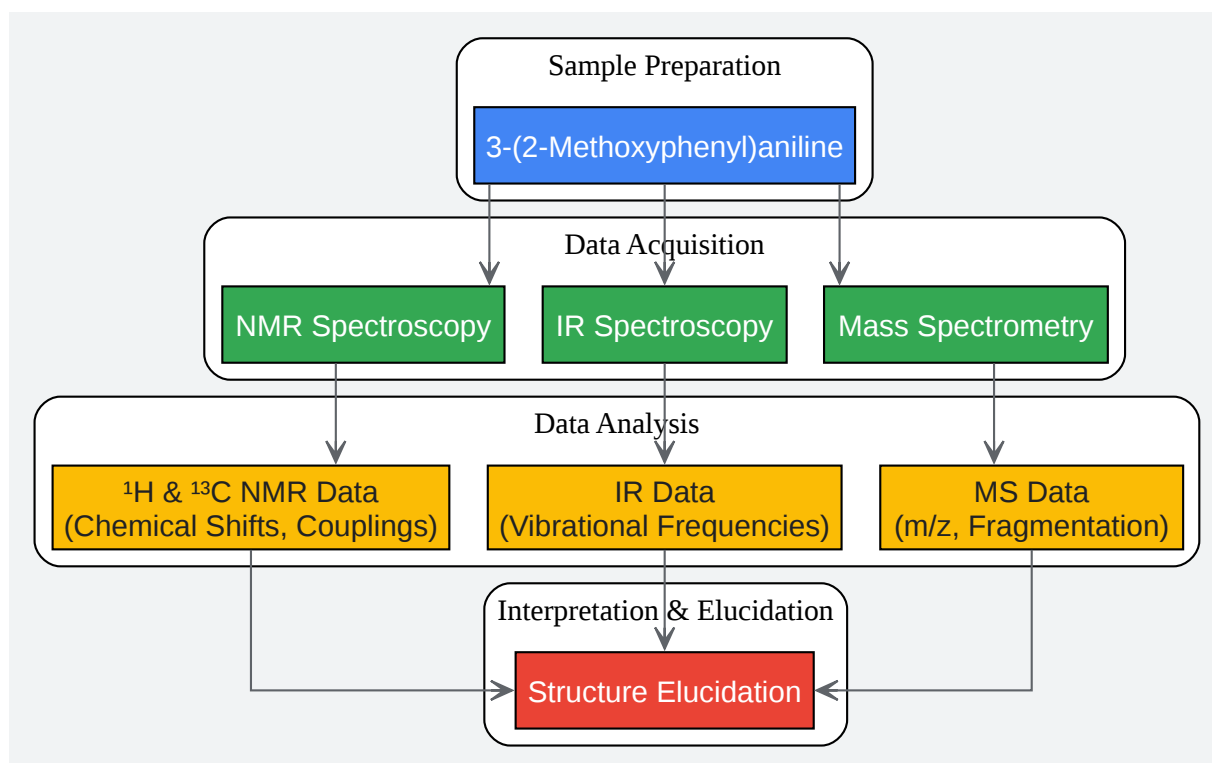 Sample Preparation
3-(2-Methoxyphenyl)aniline
Data Acquisition
NMR Spectroscopy
IR Spectroscopy
Mass Spectrometry
Data Analysis
¹H & ¹³C NMR Data
(Chemical Shifts, Couplings)
IR Data
(Vibrational Frequencies)
MS Data
(m/z, Fragmentation)
Interpretation & Elucidation
Structure Elucidation